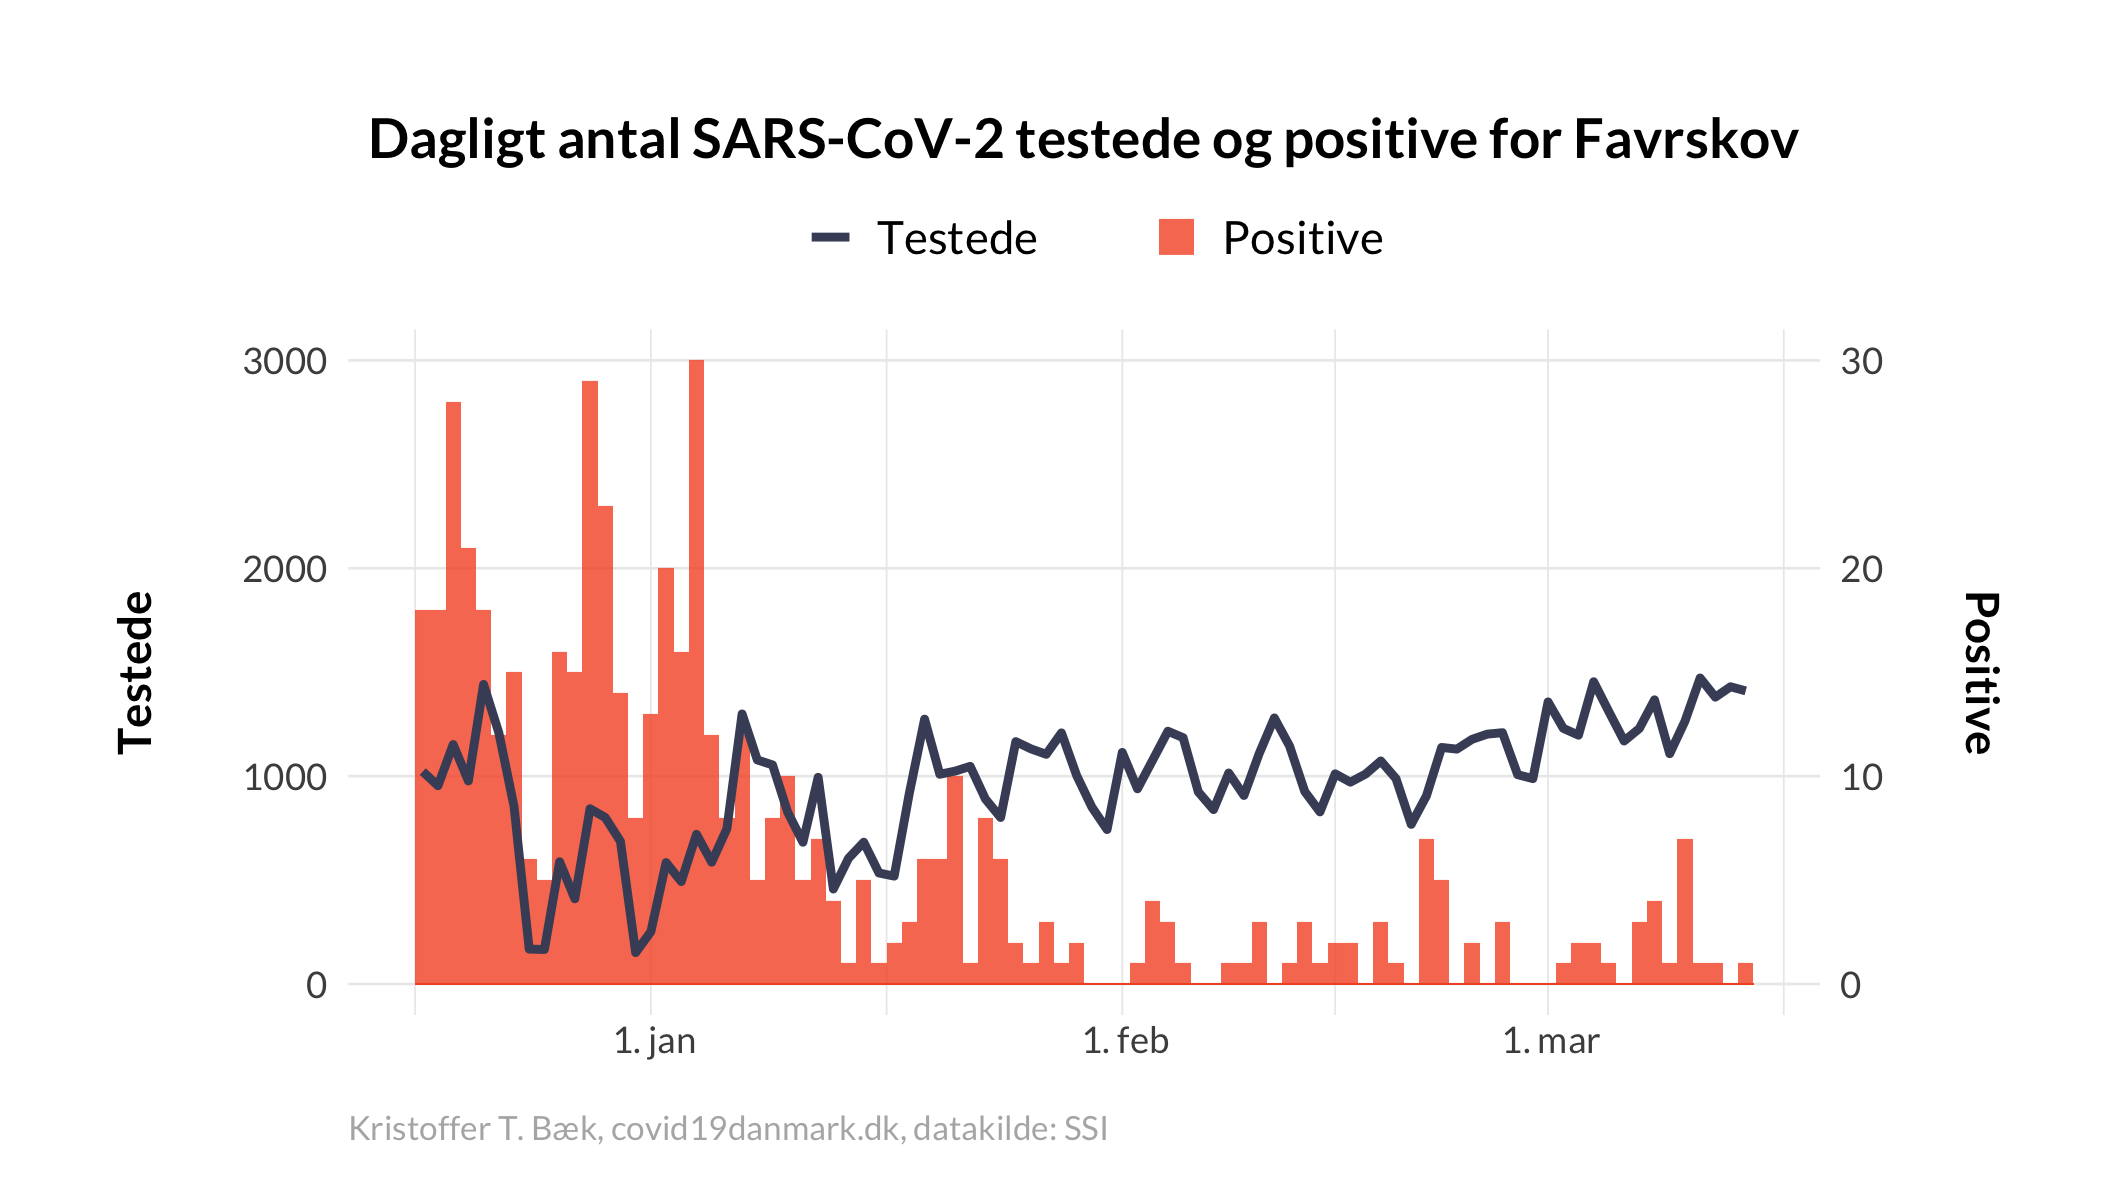 Dagligt antal SARS-CoV-2 testede og positive for Favrskov
Testede
Positive
3000
2000
1000
0
30
20
10
0
Testede
Positive
1. jan
1. feb
1. mar
Kristoffer T. Bæk, covid19danmark.dk, datakilde: SSI